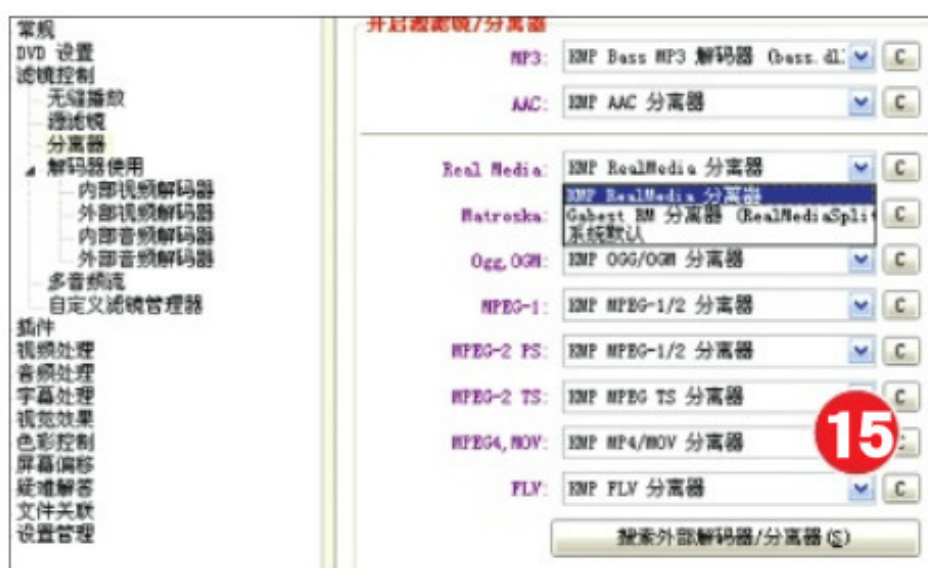 常规
DVD 设置
滤镜控制
无缝播放
源滤镜
分离器
解码器使用
内部视频解码器
外部视频解码器
内部音频解码器
外部音频解码器
多音频流
自定义滤镜管理器
插件
视频处理
音频处理
字幕处理
视觉效果
色彩控制
屏幕偏移
疑难解答
文件关联
设置管理
开启源滤镜/分离器
MP3: KMP Bass MP3 解码器 (bass.dl C
AAC: KMP AAC 分离器 C
Real Media: KMP RealMedia 分离器 C
KMP RealMedia 分离器
Matroska: Gabest RM 分离器 (RealMediaSplit C
系统默认
Ogg,OGM: KMP OGG/OGM 分离器 C
MPEG-1: KMP MPEG-1/2 分离器 C
MPEG-2 PS: KMP MPEG-1/2 分离器 C
MPEG-2 TS: KMP MPEG TS 分离器 C
MPEG4,MOV: KMP MP4/MOV 分离器 C
15
FLV: KMP FLV 分离器 C
搜索外部解码器/分离器(S)